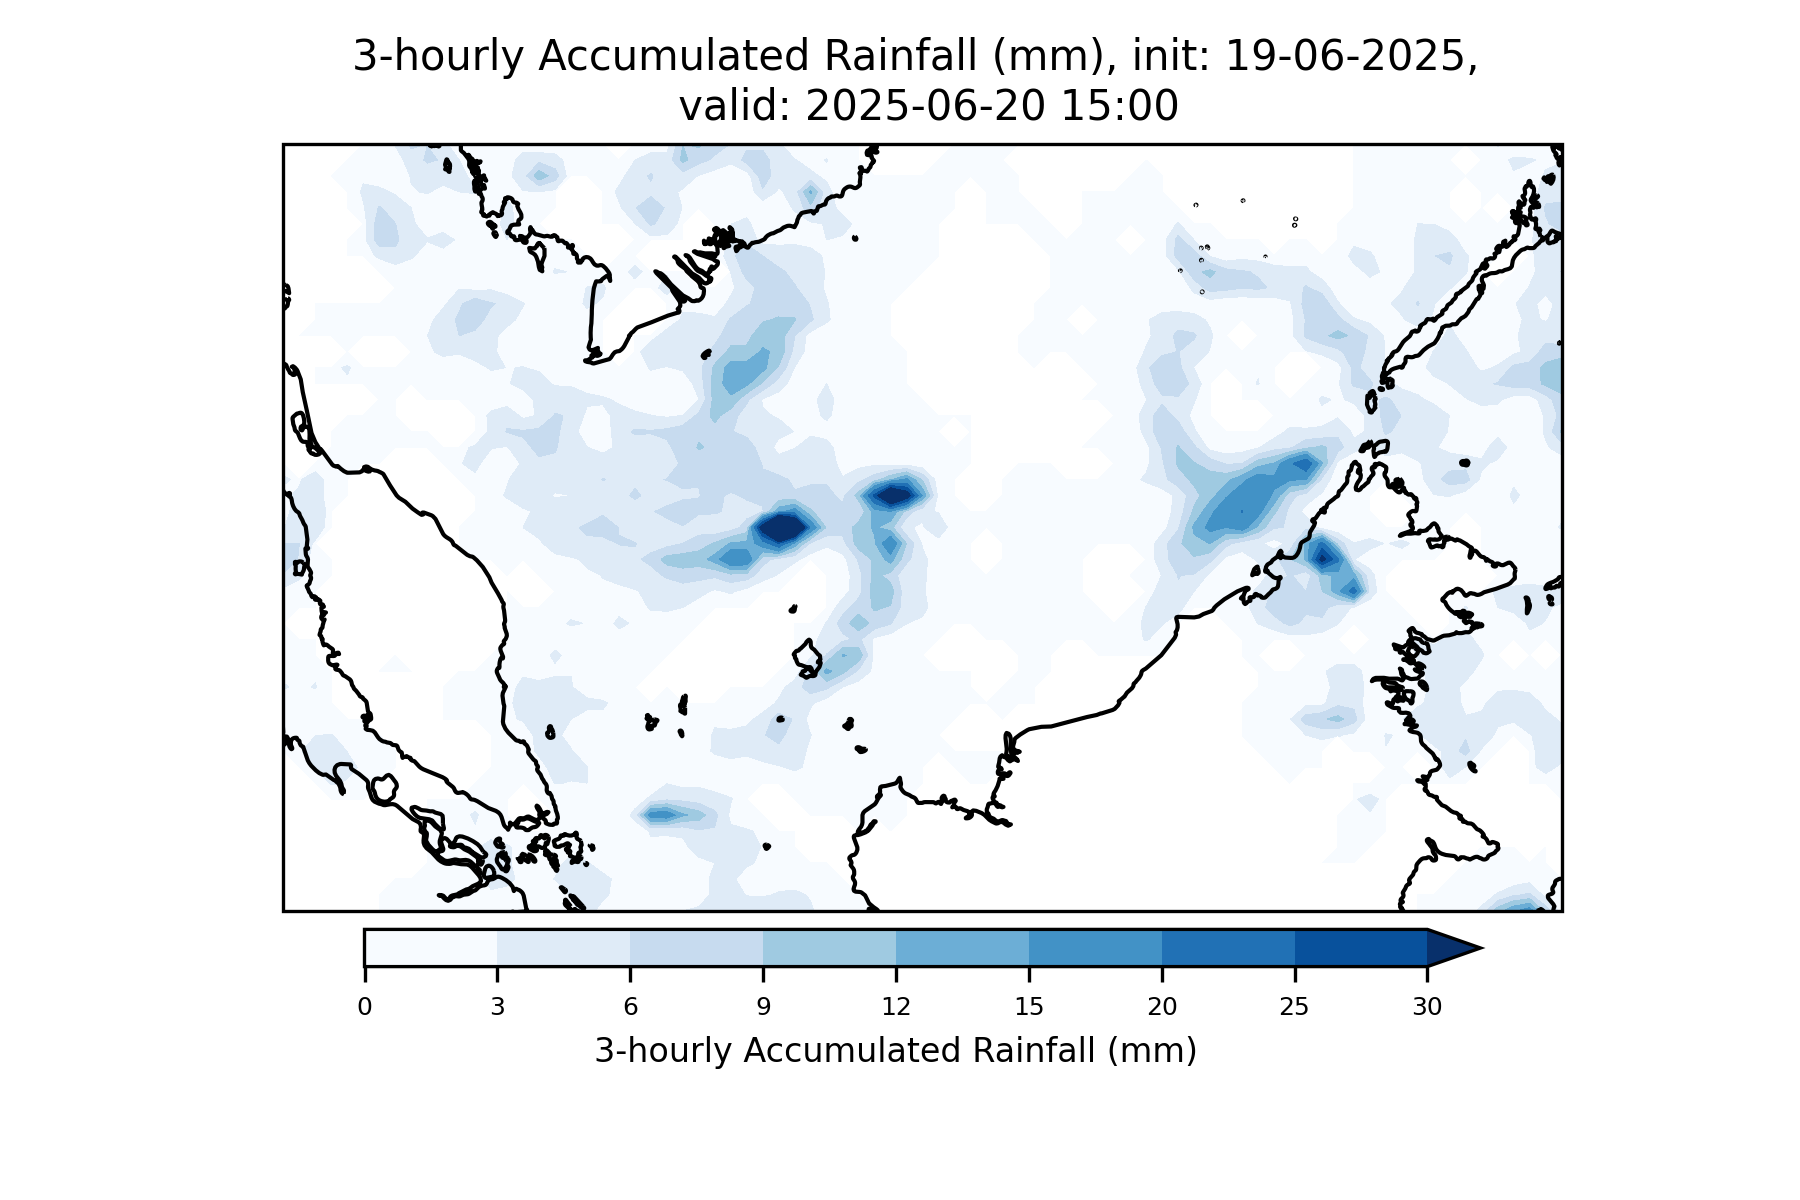 3-hourly Accumulated Rainfall (mm), init: 19-06-2025,
valid: 2025-06-20 15:00
0 3 6 9 12 15 20 25 30
3-hourly Accumulated Rainfall (mm)